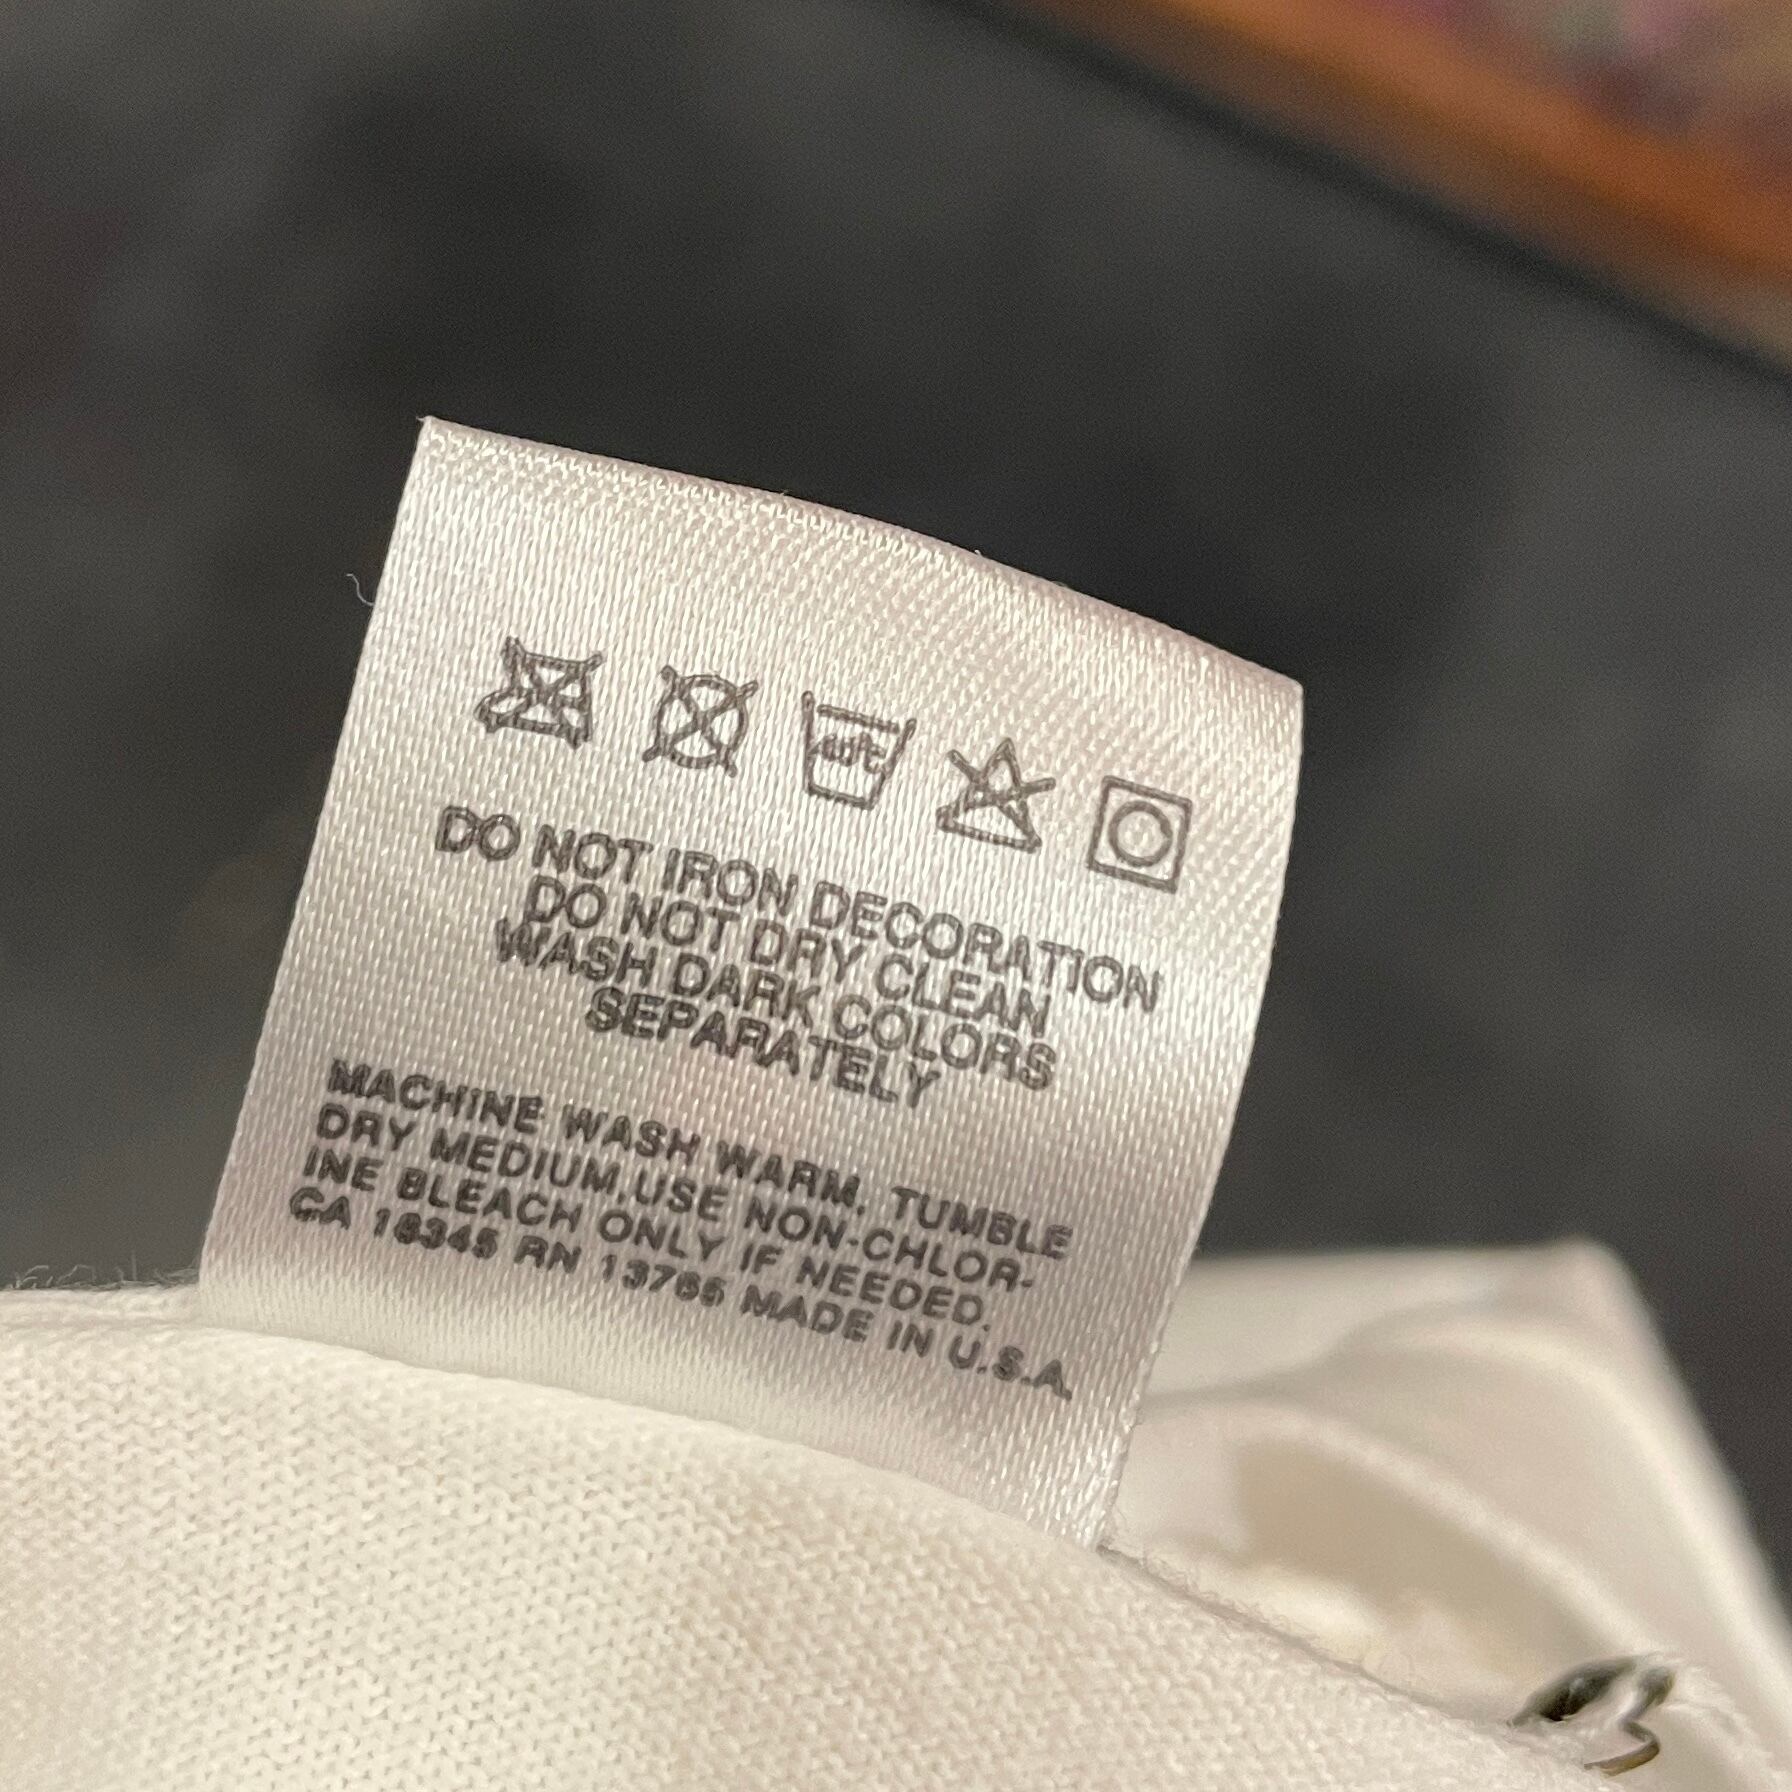 DO NOT IRON DECORATION
DO NOT DRY CLEAN
WASH DARK COLORS
SEPARATELY
MACHINE WASH WARM, TUMBLE
DRY MEDIUM,USE NON-CHLOR-
INE BLEACH ONLY IF NEEDED.
CA 18345 RN 13765 MADE IN U.S.A.